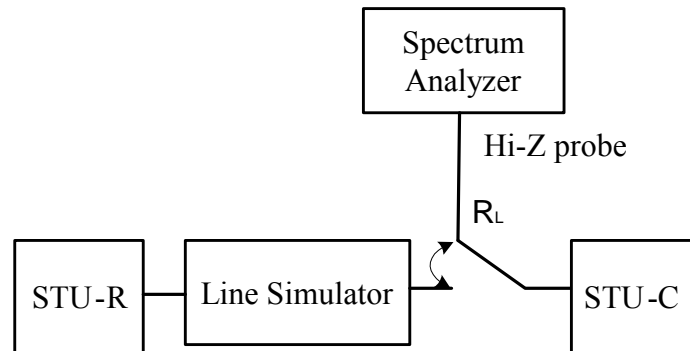 Spectrum
Analyzer
Hi-Z probe
RL
STU-R
Line Simulator
STU-C